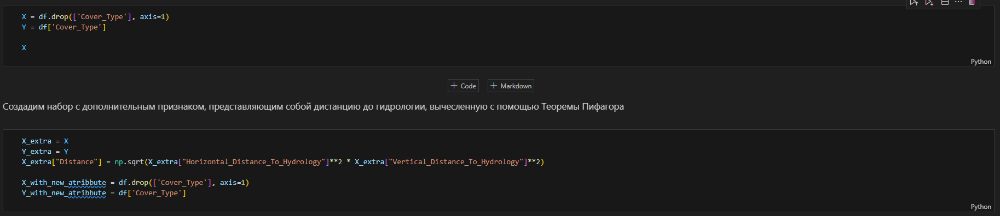 X = df.drop(['Cover_Type'], axis=1)
Y = df['Cover_Type']
X
Python
+ Code + Markdown
Создадим набор с дополнительным признаком, представляющим собой дистанцию до гидрологии, вычесленную с помощью Теоремы Пифагора
X_extra = X
Y_extra = Y
X_extra["Distance"] = np.sqrt(X_extra["Horizontal_Distance_To_Hydrology"]**2 * X_extra["Vertical_Distance_To_Hydrology"]**2)
X_with_new_atribbute = df.drop(['Cover_Type'], axis=1)
Y_with_new_atribbute = df['Cover_Type']
Python